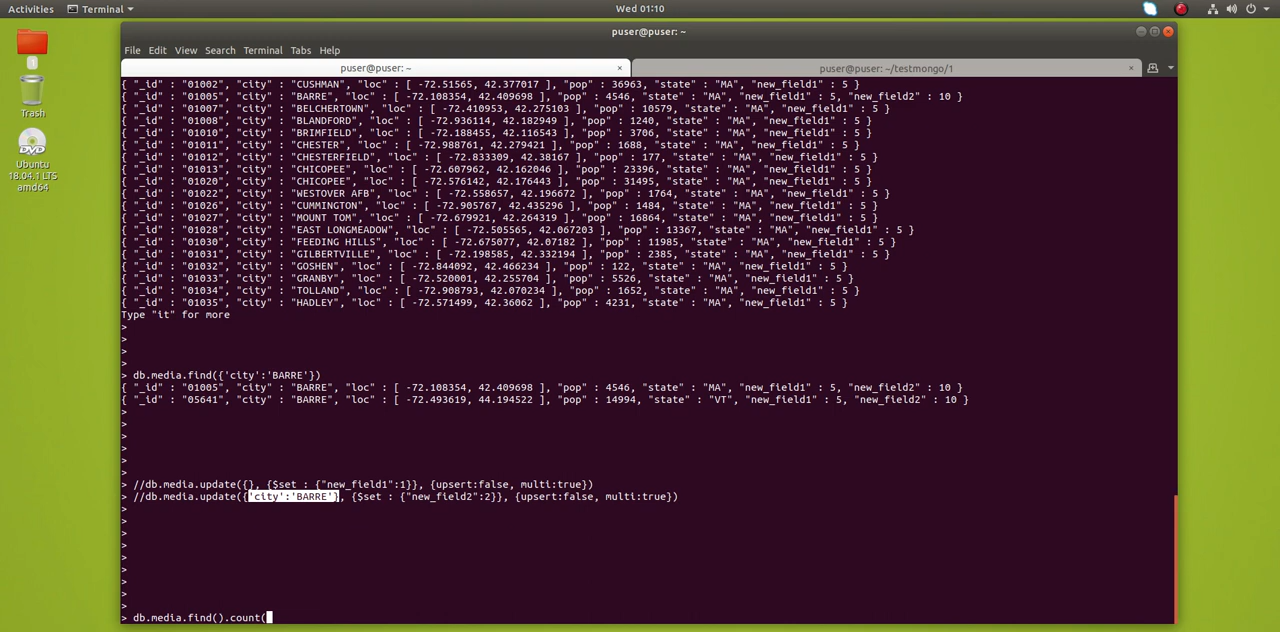 Activities Terminal Wed 01:10
puser@puser: ~
File Edit View Search Terminal Tabs Help
puser@puser: ~ × puser@puser: ~/testmongo/1 ×
1
Trash
Ubuntu
18.04.1 LTS
amd64
{ "_id" : "01002", "city" : "CUSHMAN", "loc" : [ -72.51565, 42.377017 ], "pop" : 36963, "state" : "MA", "new_field1" : 5 }
{ "_id" : "01005", "city" : "BARRE", "loc" : [ -72.108354, 42.409698 ], "pop" : 4546, "state" : "MA", "new_field1" : 5, "new_field2" : 10 }
{ "_id" : "01007", "city" : "BELCHERTOWN", "loc" : [ -72.410953, 42.275103 ], "pop" : 10579, "state" : "MA", "new_field1" : 5 }
{ "_id" : "01008", "city" : "BLANDFORD", "loc" : [ -72.936114, 42.182949 ], "pop" : 1240, "state" : "MA", "new_field1" : 5 }
{ "_id" : "01010", "city" : "BRIMFIELD", "loc" : [ -72.188455, 42.116543 ], "pop" : 3706, "state" : "MA", "new_field1" : 5 }
{ "_id" : "01011", "city" : "CHESTER", "loc" : [ -72.988761, 42.279421 ], "pop" : 1688, "state" : "MA", "new_field1" : 5 }
{ "_id" : "01012", "city" : "CHESTERFIELD", "loc" : [ -72.833309, 42.38167 ], "pop" : 177, "state" : "MA", "new_field1" : 5 }
{ "_id" : "01013", "city" : "CHICOPEE", "loc" : [ -72.607962, 42.162046 ], "pop" : 23396, "state" : "MA", "new_field1" : 5 }
{ "_id" : "01020", "city" : "CHICOPEE", "loc" : [ -72.576142, 42.176443 ], "pop" : 31495, "state" : "MA", "new_field1" : 5 }
{ "_id" : "01022", "city" : "WESTOVER AFB", "loc" : [ -72.558657, 42.196672 ], "pop" : 1764, "state" : "MA", "new_field1" : 5 }
{ "_id" : "01026", "city" : "CUMMINGTON", "loc" : [ -72.905767, 42.435296 ], "pop" : 1484, "state" : "MA", "new_field1" : 5 }
{ "_id" : "01027", "city" : "MOUNT TOM", "loc" : [ -72.679921, 42.264319 ], "pop" : 16864, "state" : "MA", "new_field1" : 5 }
{ "_id" : "01028", "city" : "EAST LONGMEADOW", "loc" : [ -72.505565, 42.067203 ], "pop" : 13367, "state" : "MA", "new_field1" : 5 }
{ "_id" : "01030", "city" : "FEEDING HILLS", "loc" : [ -72.675077, 42.07182 ], "pop" : 11985, "state" : "MA", "new_field1" : 5 }
{ "_id" : "01031", "city" : "GILBERTVILLE", "loc" : [ -72.198585, 42.332194 ], "pop" : 2385, "state" : "MA", "new_field1" : 5 }
{ "_id" : "01032", "city" : "GOSHEN", "loc" : [ -72.844092, 42.466234 ], "pop" : 122, "state" : "MA", "new_field1" : 5 }
{ "_id" : "01033", "city" : "GRANBY", "loc" : [ -72.520001, 42.255704 ], "pop" : 5526, "state" : "MA", "new_field1" : 5 }
{ "_id" : "01034", "city" : "TOLLAND", "loc" : [ -72.908793, 42.070234 ], "pop" : 1652, "state" : "MA", "new_field1" : 5 }
{ "_id" : "01035", "city" : "HADLEY", "loc" : [ -72.571499, 42.36062 ], "pop" : 4231, "state" : "MA", "new_field1" : 5 }
Type "it" for more
>
>
>
> db.media.find({'city':'BARRE'})
{ "_id" : "01005", "city" : "BARRE", "loc" : [ -72.108354, 42.409698 ], "pop" : 4546, "state" : "MA", "new_field1" : 5, "new_field2" : 10 }
{ "_id" : "05641", "city" : "BARRE", "loc" : [ -72.493619, 44.194522 ], "pop" : 14994, "state" : "VT", "new_field1" : 5, "new_field2" : 10 }
>
>
>
>
>
> //db.media.update({}, {$set : {"new_field1":1}}, {upsert:false, multi:true})
> //db.media.update({'city':'BARRE'}, {$set : {"new_field2":2}}, {upsert:false, multi:true})
>
>
>
>
>
>
>
>
>
> db.media.find().count(